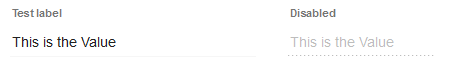 Test label
This is the Value
Disabled
This is the Value